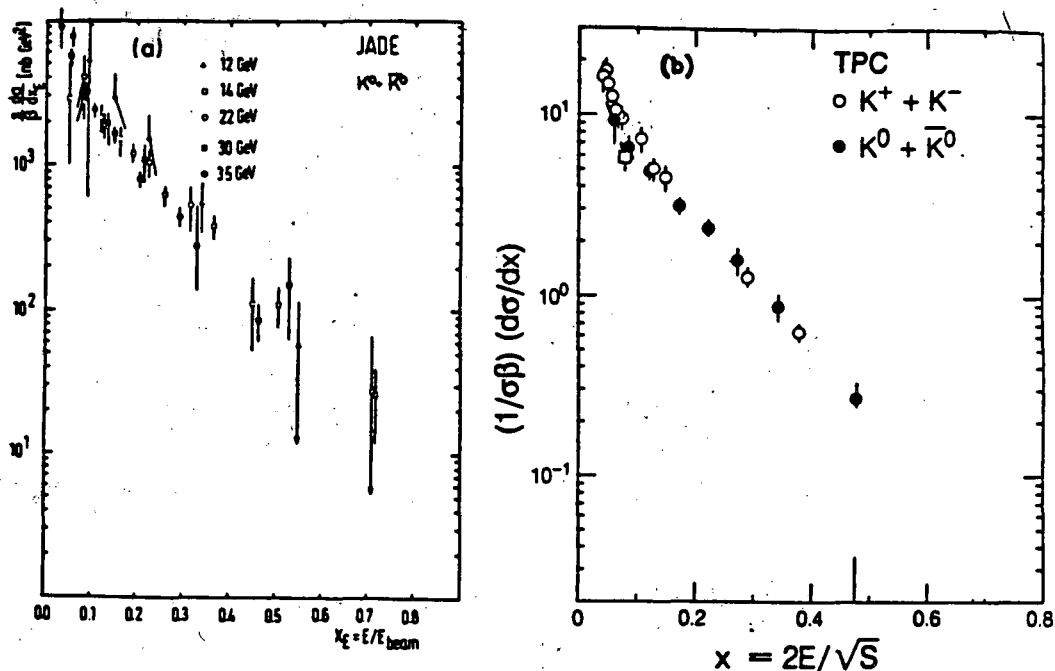 (a)
JADE
12 GeV
14 GeV
22 GeV
30 GeV
35 GeV
10³
10²
10¹
0.0 0.1 0.2 0.3 0.4 0.5 0.6 0.7 0.8
X_E = E/E_beam
(b)
TPC
K⁺ + K⁻
K⁰ + K̅⁰
10¹
10⁰
10⁻¹
(1/σβ) (dσ/dx)
0 0.2 0.4 0.6 0.8
x = 2E/√S